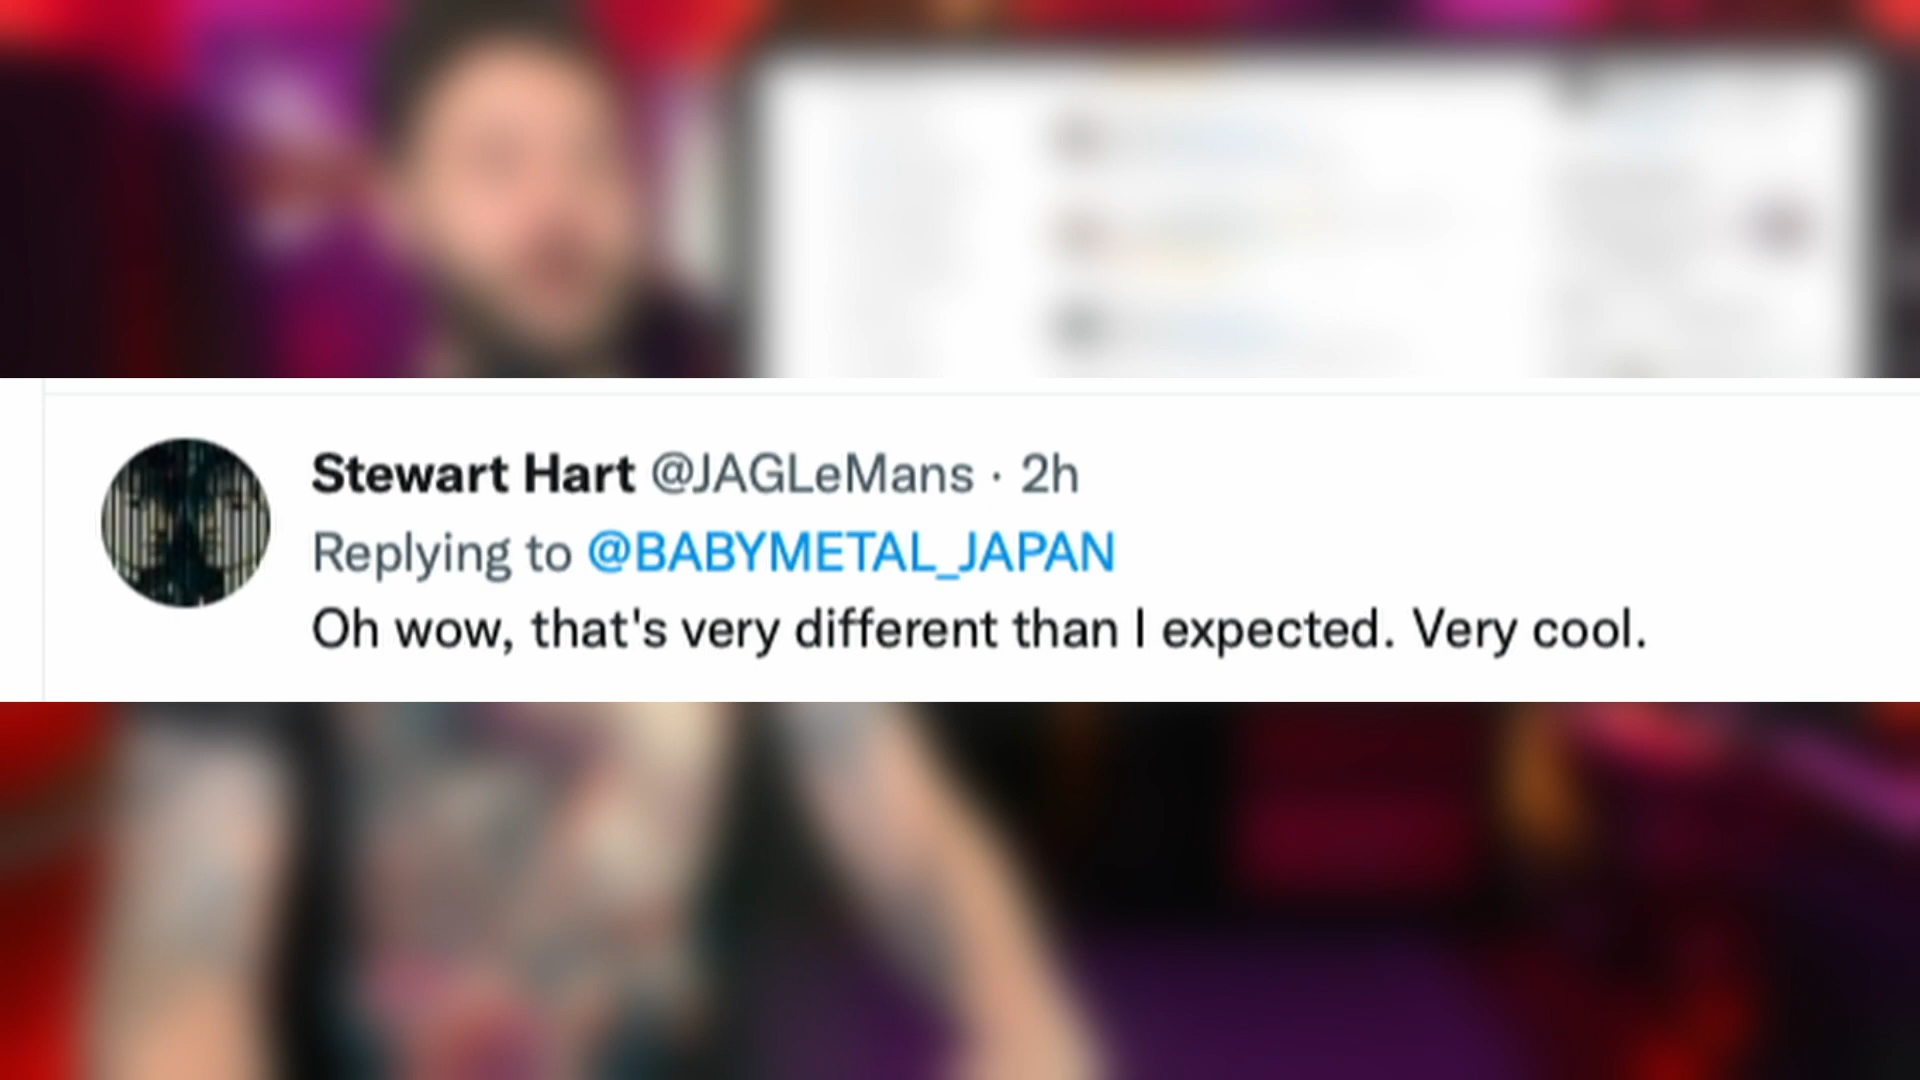 Stewart Hart @JAGLeMans · 2h
Replying to @BABYMETAL_JAPAN
Oh wow, that's very different than I expected. Very cool.